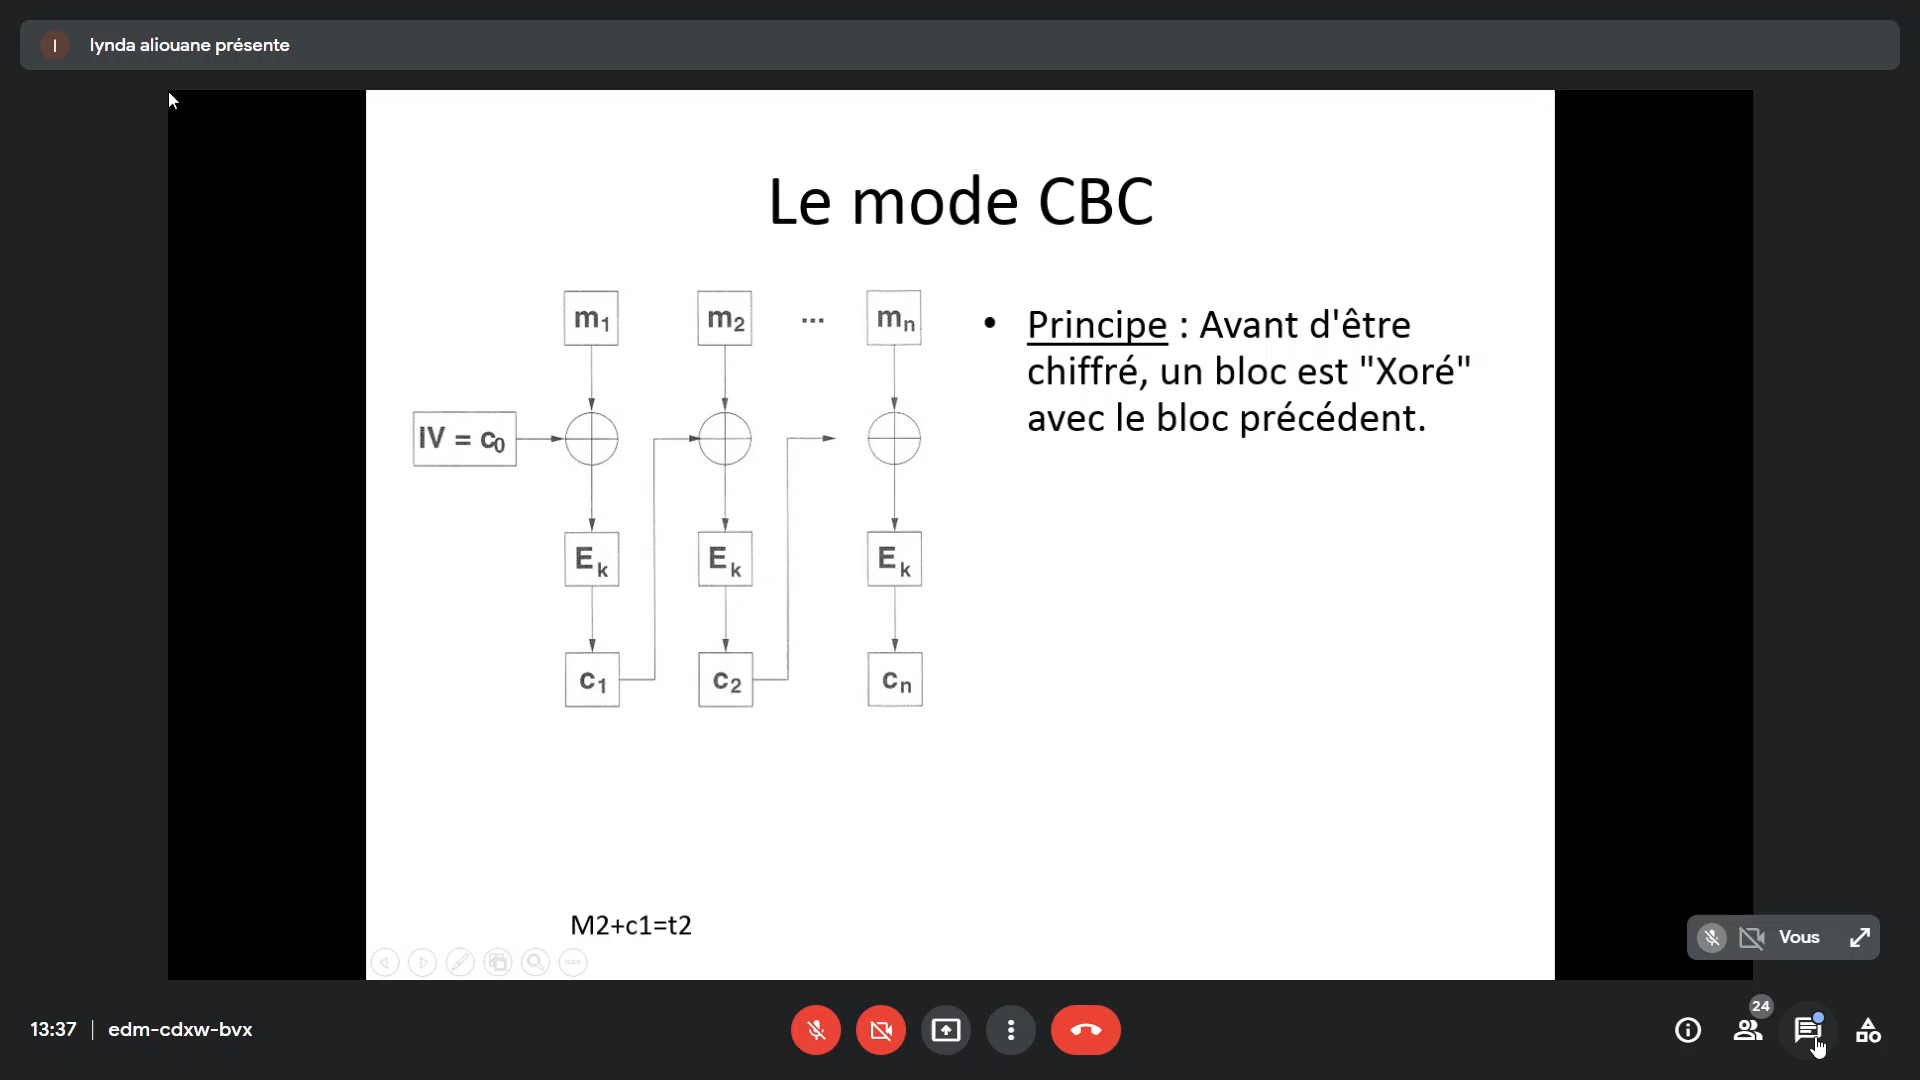 l
lynda aliouane présente
Le mode CBC
m1 m2 ... mn
• Principe : Avant d'être
chiffré, un bloc est "Xoré"
avec le bloc précédent.
IV = c0
Ek Ek Ek
c1 c2 cn
M2+c1=t2
Vous
24
13:37 | edm-cdxw-bvx